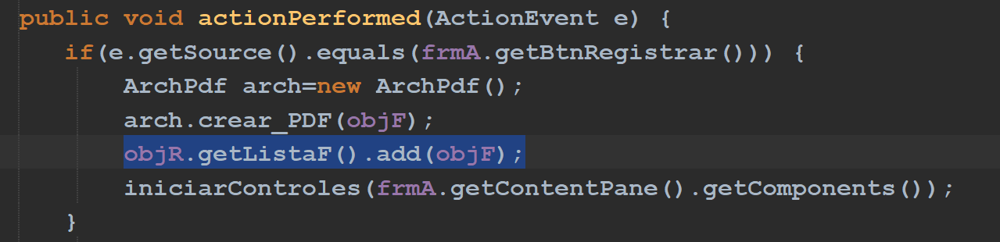 public void actionPerformed(ActionEvent e) {
if(e.getSource().equals(frmA.getBtnRegistrar())) {
ArchPdf arch=new ArchPdf();
arch.crear_PDF(objF);
objR.getListaF().add(objF);
iniciarControles(frmA.getContentPane().getComponents());
}